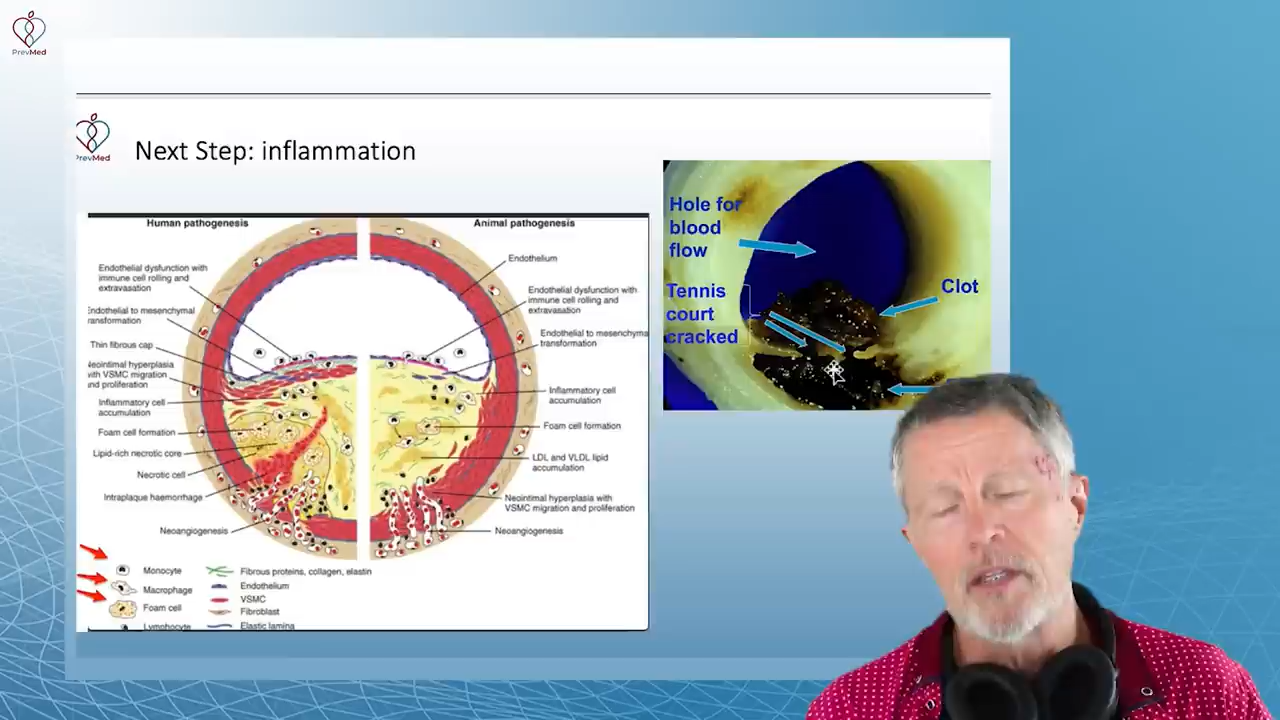 PrevMed
PrevMed
Next Step: inflammation
Human pathogenesis
Endothelial dysfunction with
immune cell rolling and
extravasation
Endothelial to mesenchymal
transformation
Thin fibrous cap
Neointimal hyperplasia
with VSMC migration
and proliferation
Inflammatory cell
accumulation
Foam cell formation
Lipid-rich necrotic core
Necrotic cell
Intraplaque haemorrhage
Neoangiogenesis
Animal pathogenesis
Endothelium
Endothelial dysfunction with
immune cell rolling and
extravasation
Endothelial to mesenchyma
transformation
Inflammatory cell
accumulation
Foam cell formation
LDL and VLDL lipid
accumulation
Neointimal hyperplasia with
VSMC migration and proliferation
Neoangiogenesis
Monocyte
Macrophage
Foam cell
Lymphocyte
Fibrous proteins, collagen, elastin
Endothelium
VSMC
Fibroblast
Elastic lamina
Hole for
blood
flow
Tennis
court
cracked
Clot